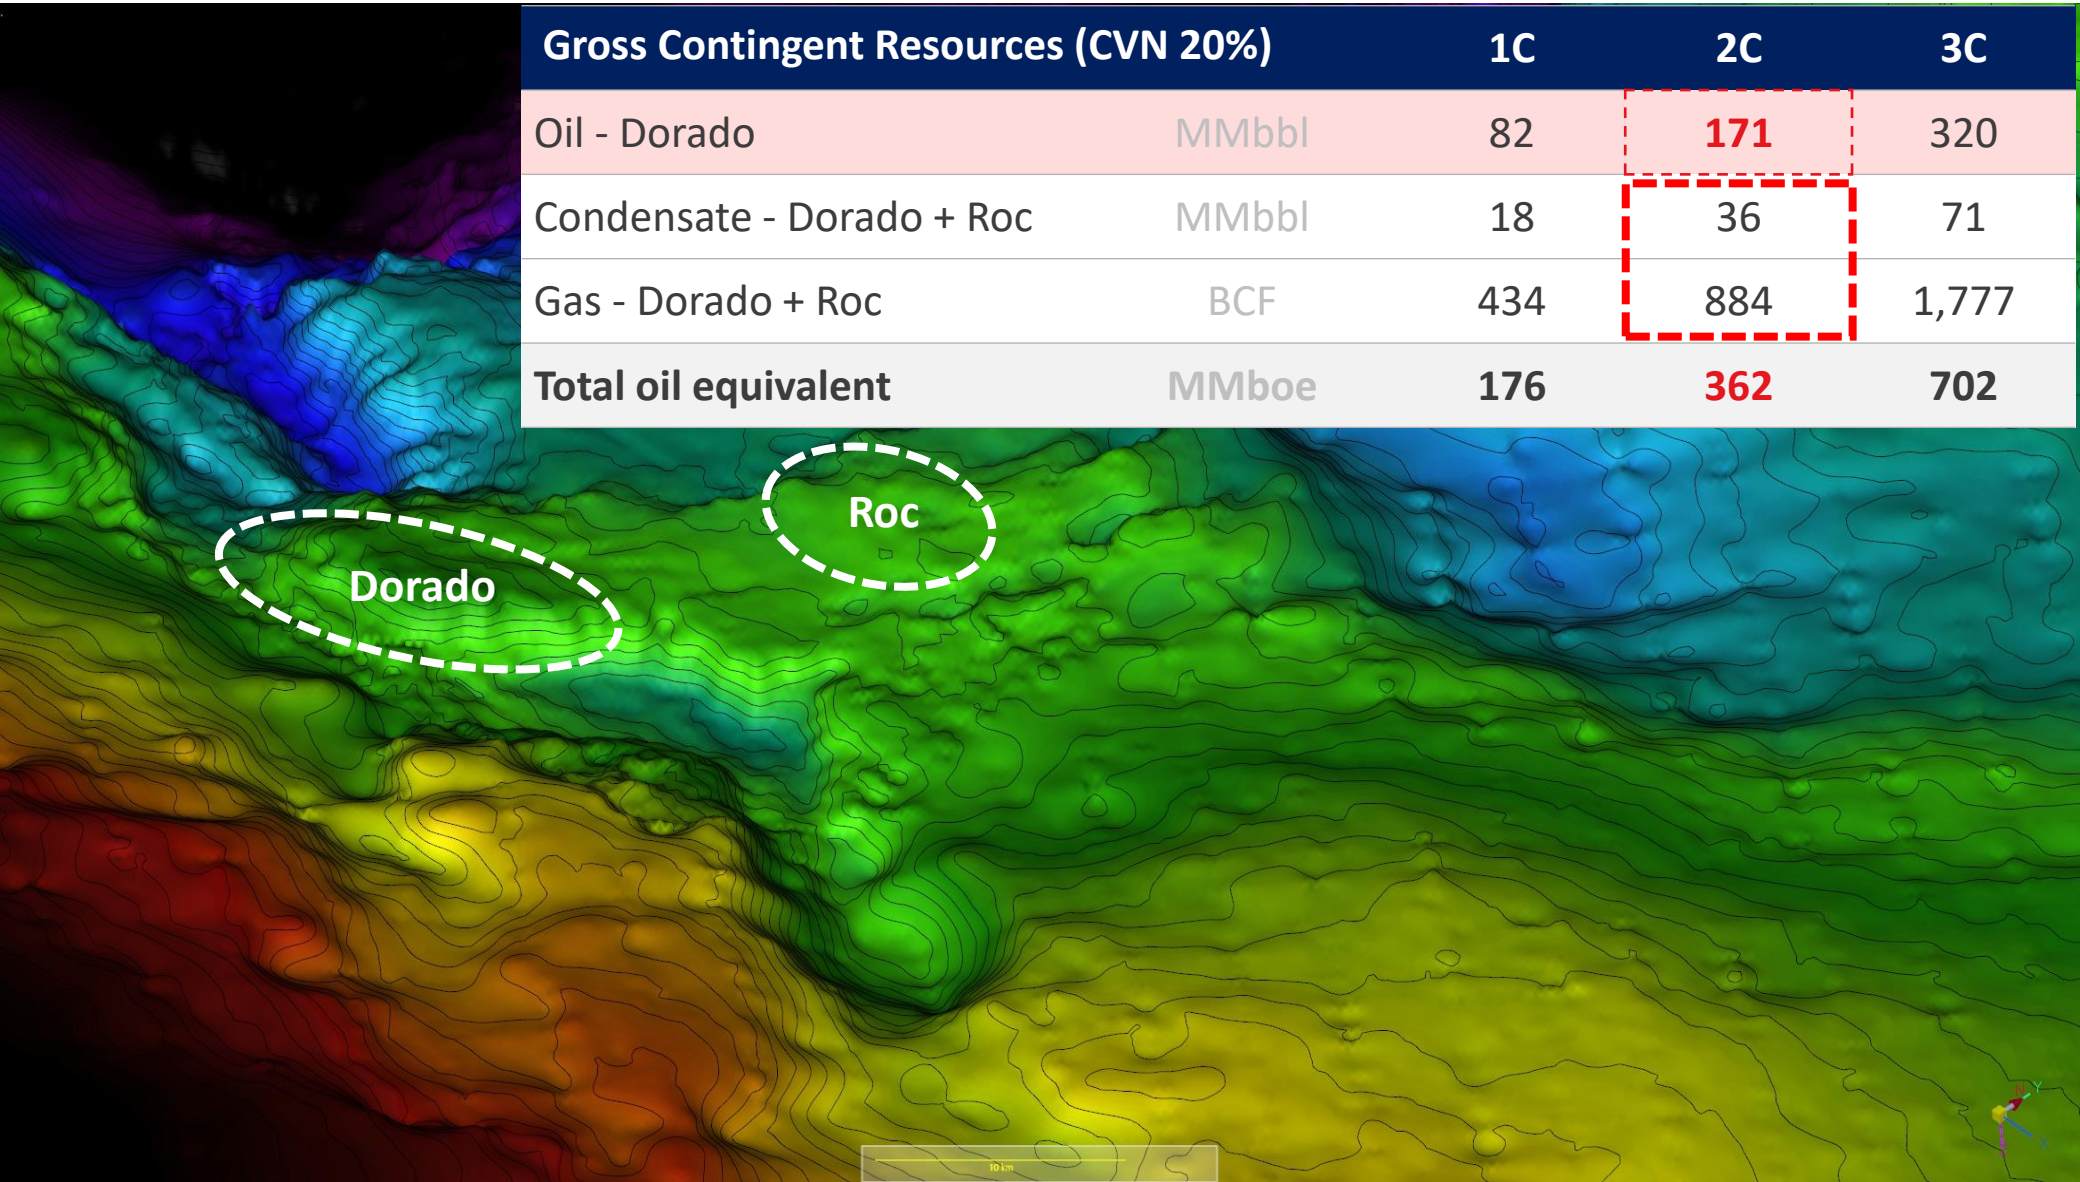 Gross Contingent Resources (CVN 20%) 1C 2C 3C
Oil - Dorado MMbbl 82 171 320
Condensate - Dorado + Roc MMbbl 18 36 71
Gas - Dorado + Roc BCF 434 884 1,777
Total oil equivalent MMboe 176 362 702
Roc
Dorado
N Y
X
10 km